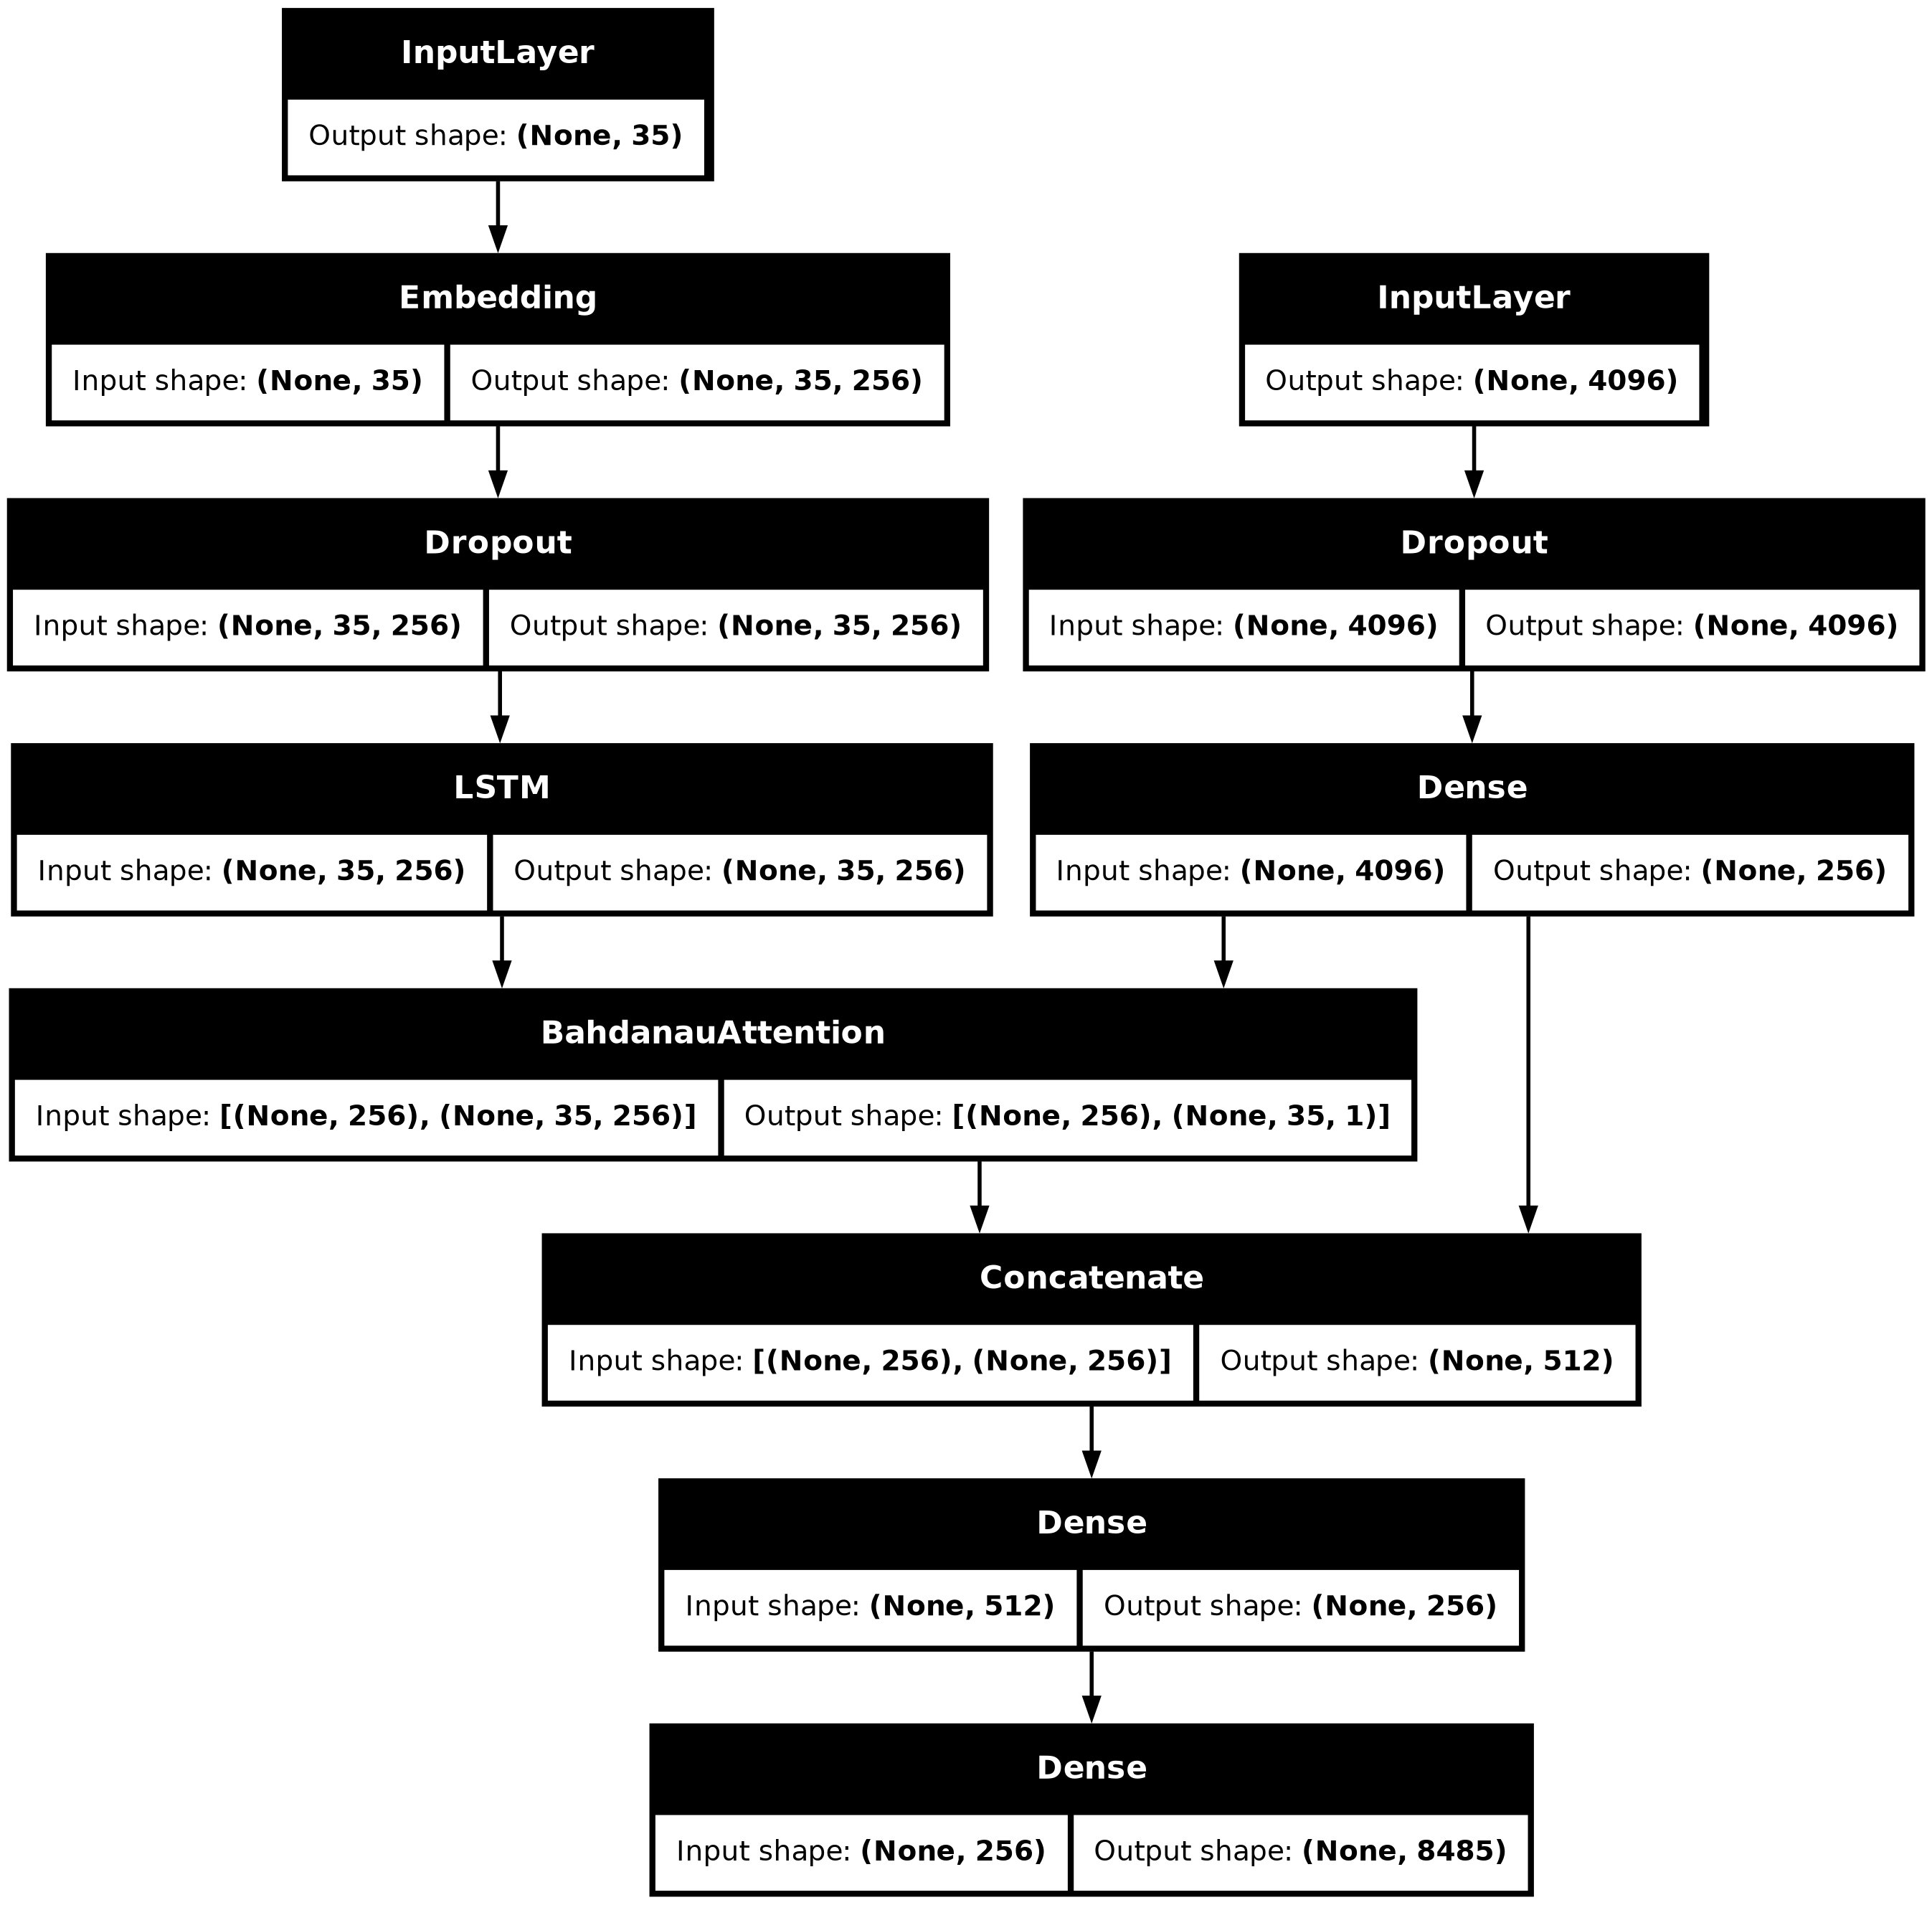 InputLayer
Output shape: (None, 35)
Embedding
Input shape: (None, 35) Output shape: (None, 35, 256)
InputLayer
Output shape: (None, 4096)
Dropout
Input shape: (None, 35, 256) Output shape: (None, 35, 256)
Dropout
Input shape: (None, 4096) Output shape: (None, 4096)
LSTM
Input shape: (None, 35, 256) Output shape: (None, 35, 256)
Dense
Input shape: (None, 4096) Output shape: (None, 256)
BahdanauAttention
Input shape: [(None, 256), (None, 35, 256)] Output shape: [(None, 256), (None, 35, 1)]
Concatenate
Input shape: [(None, 256), (None, 256)] Output shape: (None, 512)
Dense
Input shape: (None, 512) Output shape: (None, 256)
Dense
Input shape: (None, 256) Output shape: (None, 8485)